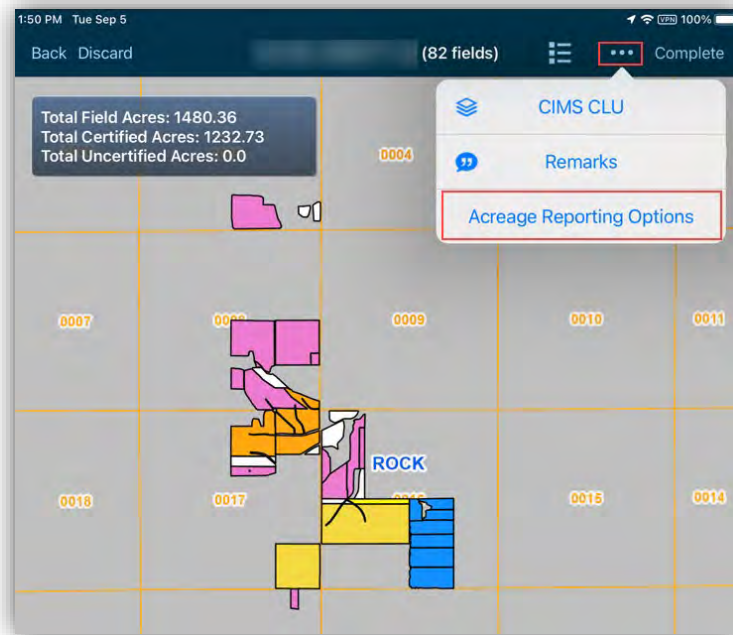 1:50 PM Tue Sep 5
VPN 100%
Back Discard
(82 fields)
Complete
Total Field Acres: 1480.36
Total Certified Acres: 1232.73
Total Uncertified Acres: 0.0
CIMS CLU
Remarks
Acreage Reporting Options
0004
0007
0009
0010
0011
ROCK
0018
0017
0015
0014